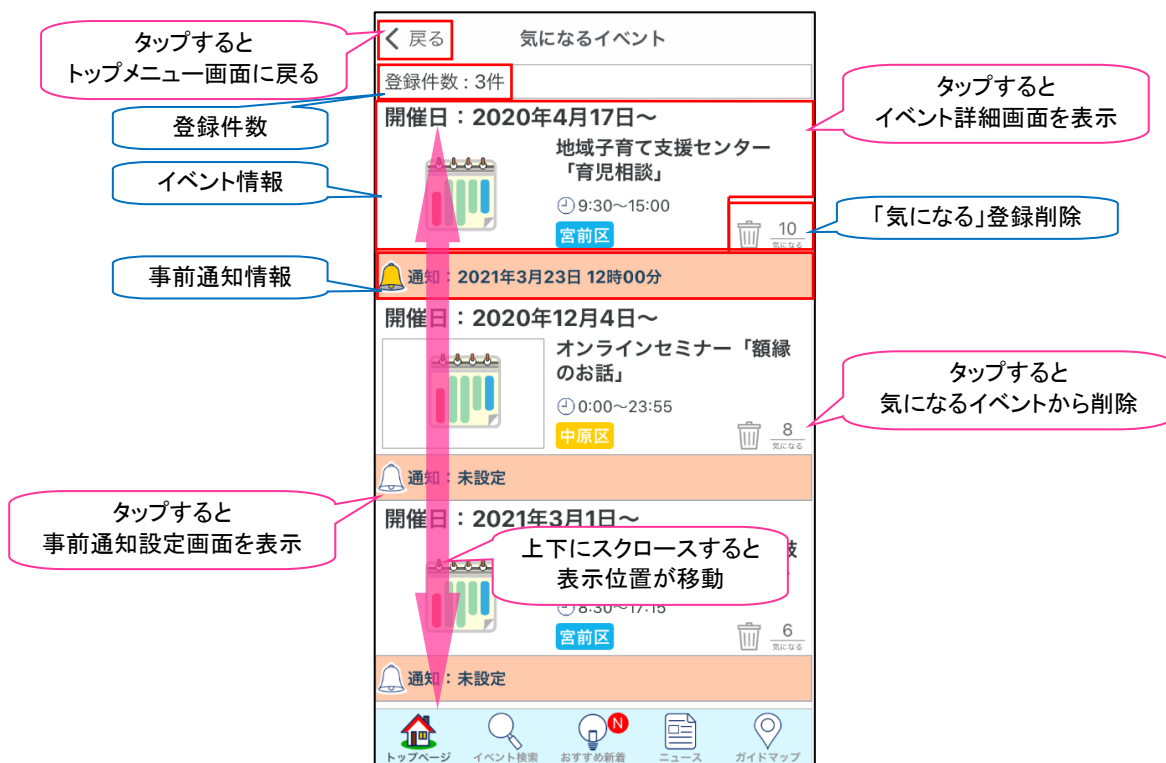 タップすると
トップメニュー画面に戻る
登録件数
イベント情報
事前通知情報
タップすると
事前通知設定画面を表示
戻る
気になるイベント
登録件数：3件
開催日：2020年4月17日～
地域子育て支援センター
「育児相談」
9:30～15:00
宮前区
10
気になる
通知：2021年3月23日 12時00分
開催日：2020年12月4日～
オンラインセミナー「額縁
のお話」
0:00～23:55
中原区
8
気になる
通知：未設定
開催日：2021年3月1日～
上下にスクロースすると
表示位置が移動
8:30～17:15
宮前区
6
気になる
通知：未設定
トップページ
イベント検索
おすすめ新着
N
ニュース
ガイドマップ
タップすると
イベント詳細画面を表示
「気になる」登録削除
タップすると
気になるイベントから削除